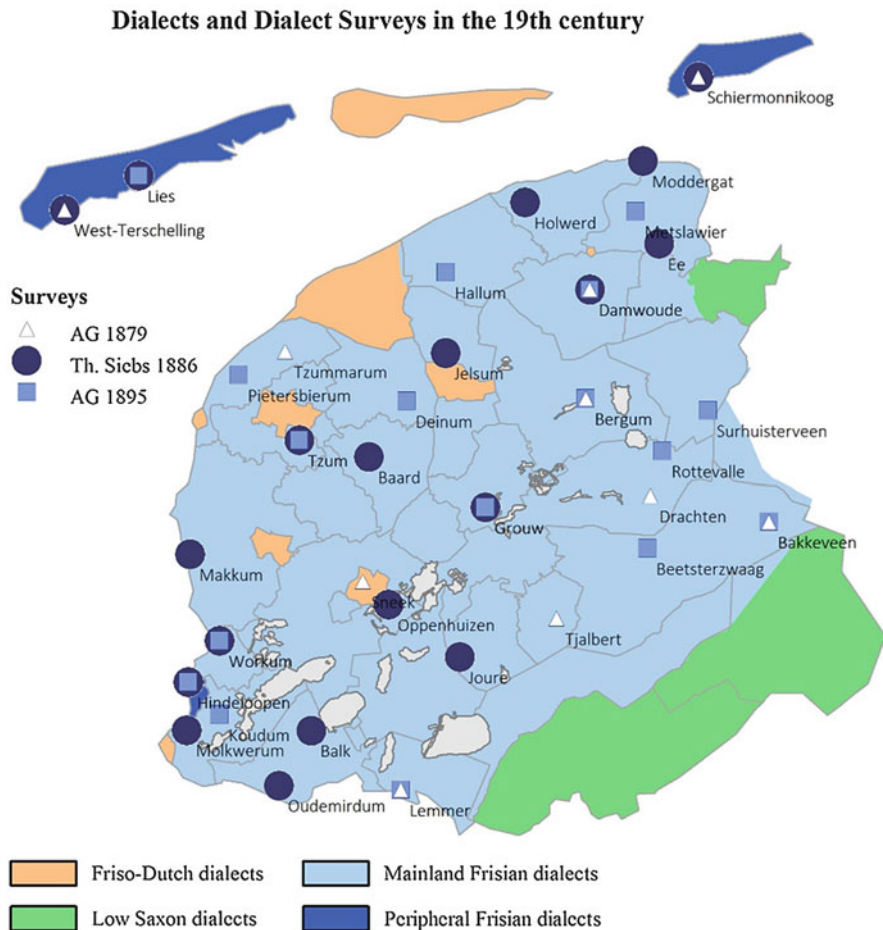 Dialects and Dialect Surveys in the 19th century
Schiermonnikoog
Moddergat
Lies
Holwerd
West-Terschelling
Metslawier
Ee
Surveys
Hallum
Damwoude
AG 1879
Th. Siebs 1886
Tzummarum
Jelsum
AG 1895
Pietersbierum
Deinum
Bergum
Surhuisterveen
Tzum
Baard
Rottevalle
Grouw
Drachten
Bakkeveen
Makkum
Beetsterzwaag
Sneek
Oppenhuizen
Tjalbert
Workum
Joure
Hindeloopen
Koudum
Molkwerum
Balk
Oudemirdum
Lemmer
Friso-Dutch dialects
Mainland Frisian dialects
Low Saxon dialects
Peripheral Frisian dialects